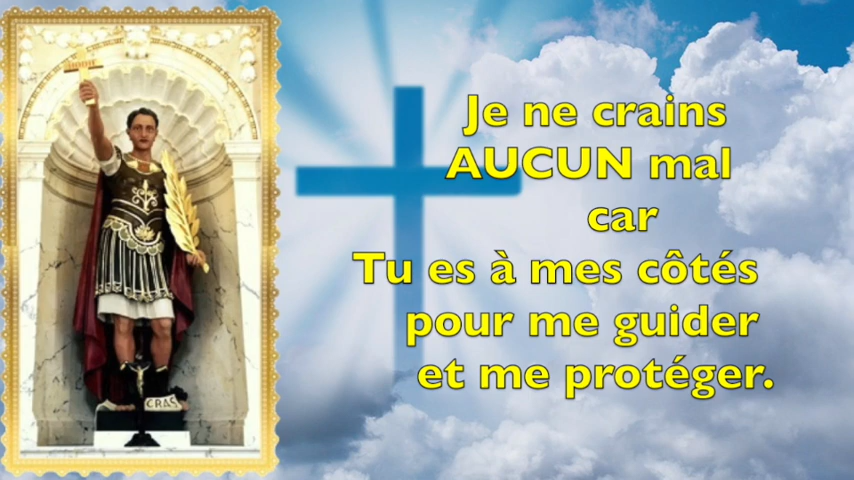 Je ne crains
AUCUN mal
car
Tu es à mes côtés
pour me guider
et me protéger.
CRAS